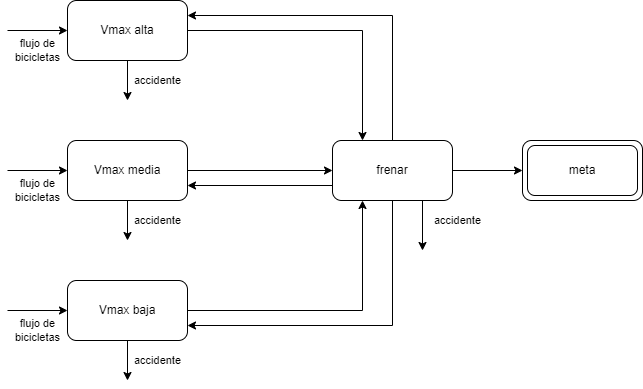 Vmax alta
flujo de
bicicletas
accidente
Vmax media
frenar
meta
flujo de
bicicletas
accidente
accidente
Vmax baja
flujo de
bicicletas
accidente